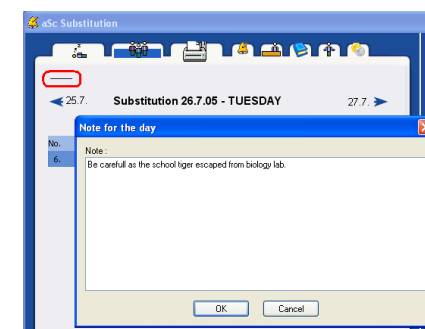 aSc Substitution
25.7. Substitution 26.7.05 - TUESDAY 27.7.
Note for the day
No.
Note :
6.
Be carefull as the school tiger escaped from biology lab.
OK Cancel